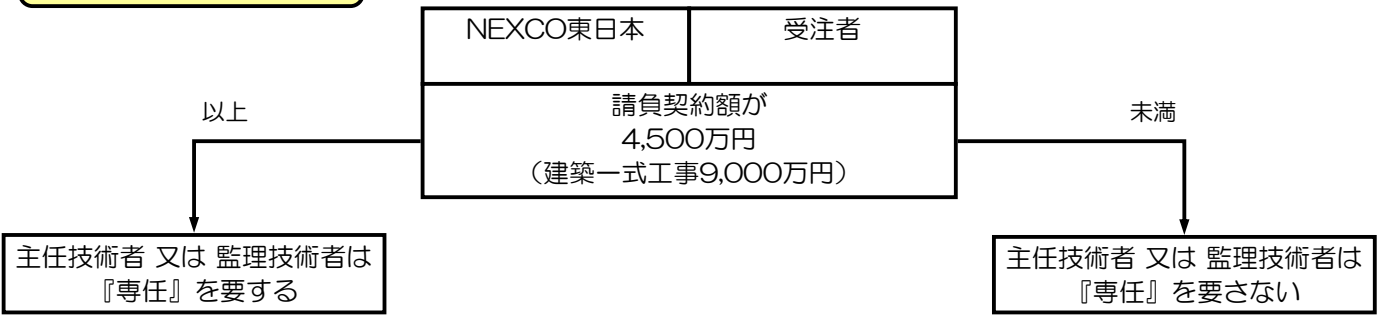 NEXCO東日本
受注者
請負契約額が
4,500万円
（建築一式工事9,000万円）
以上
未満
主任技術者 又は 監理技術者は
『専任』を要する
主任技術者 又は 監理技術者は
『専任』を要さない